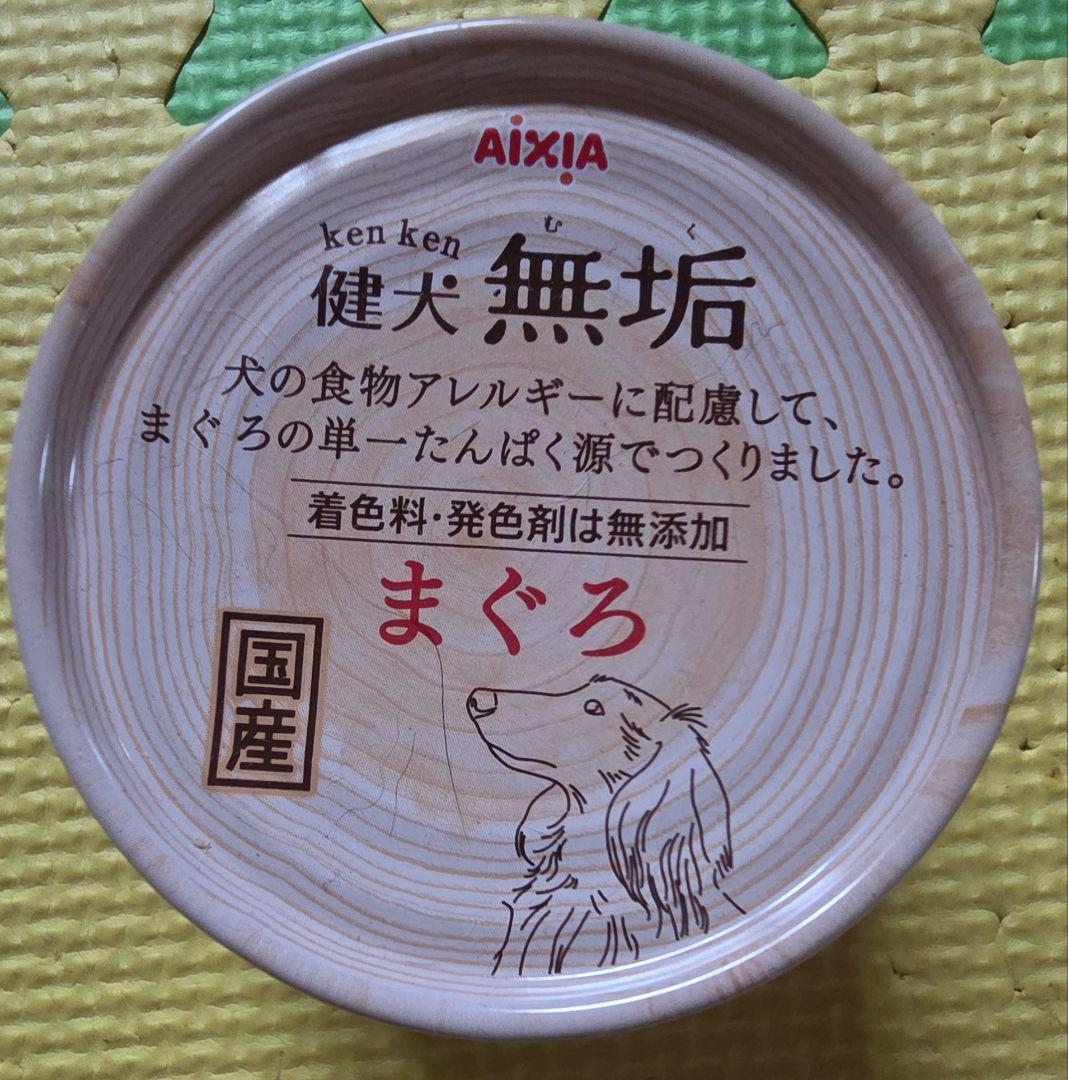 AIXIA
ken ken む く
健犬 無垢
犬の食物アレルギーに配慮して、
まぐろの単一たんぱく源でつくりました。
着色料・発色剤は無添加
まぐろ
国産